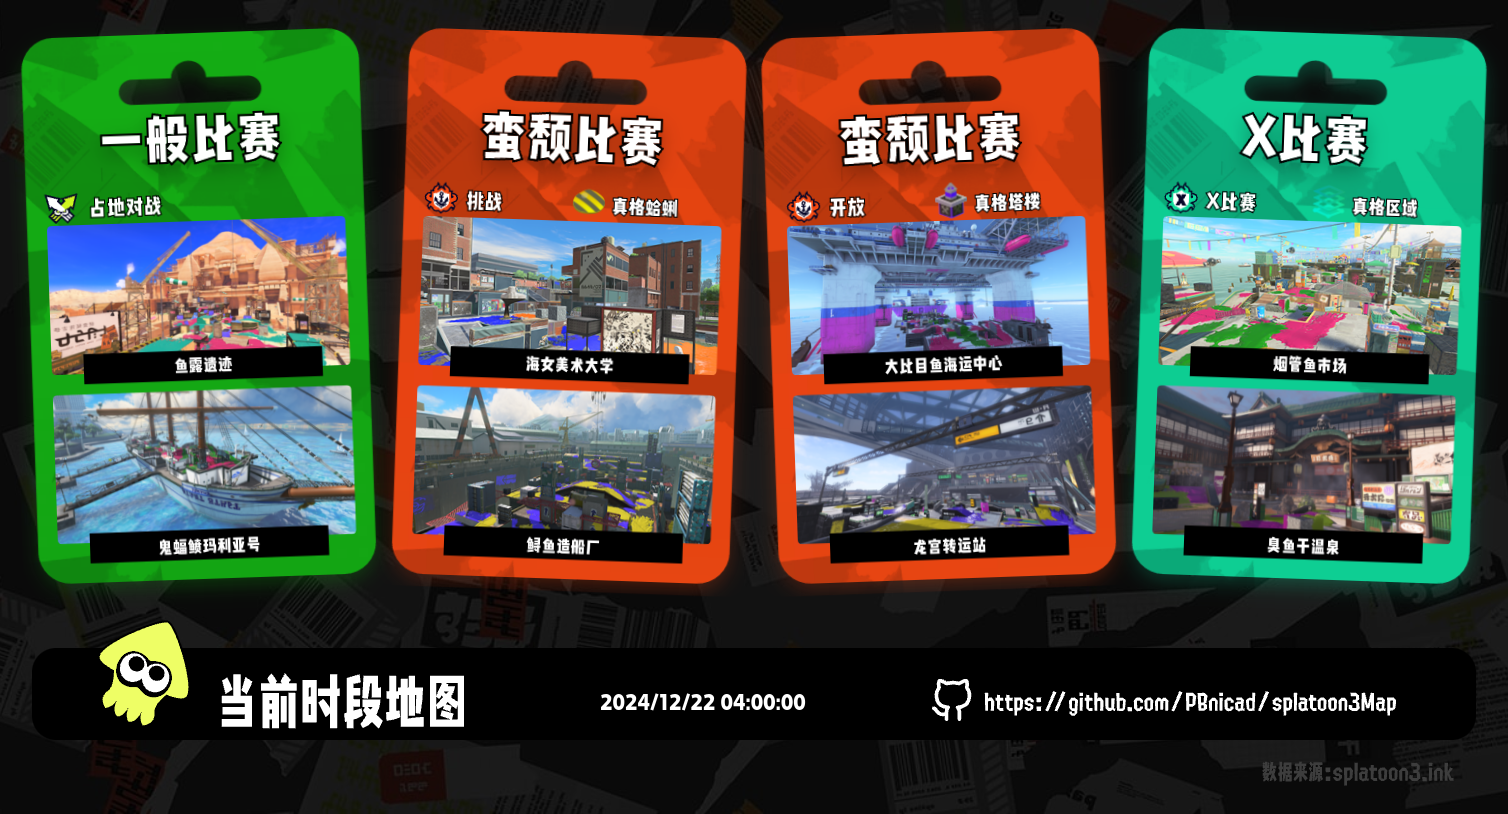 一般比赛
占地对战
鱼露遗迹
鬼蝠鲼玛利亚号
蛮颓比赛
挑战
真格蛤蜊
海女美术大学
鲟鱼造船厂
蛮颓比赛
开放
真格塔楼
大比目鱼海运中心
龙宫转运站
X比赛
X比赛
真格区域
烟管鱼市场
臭鱼干温泉
当前时段地图
2024/12/22 04:00:00
https://github.com/PBnicad/splatoon3Map
数据来源:splatoon3.ink